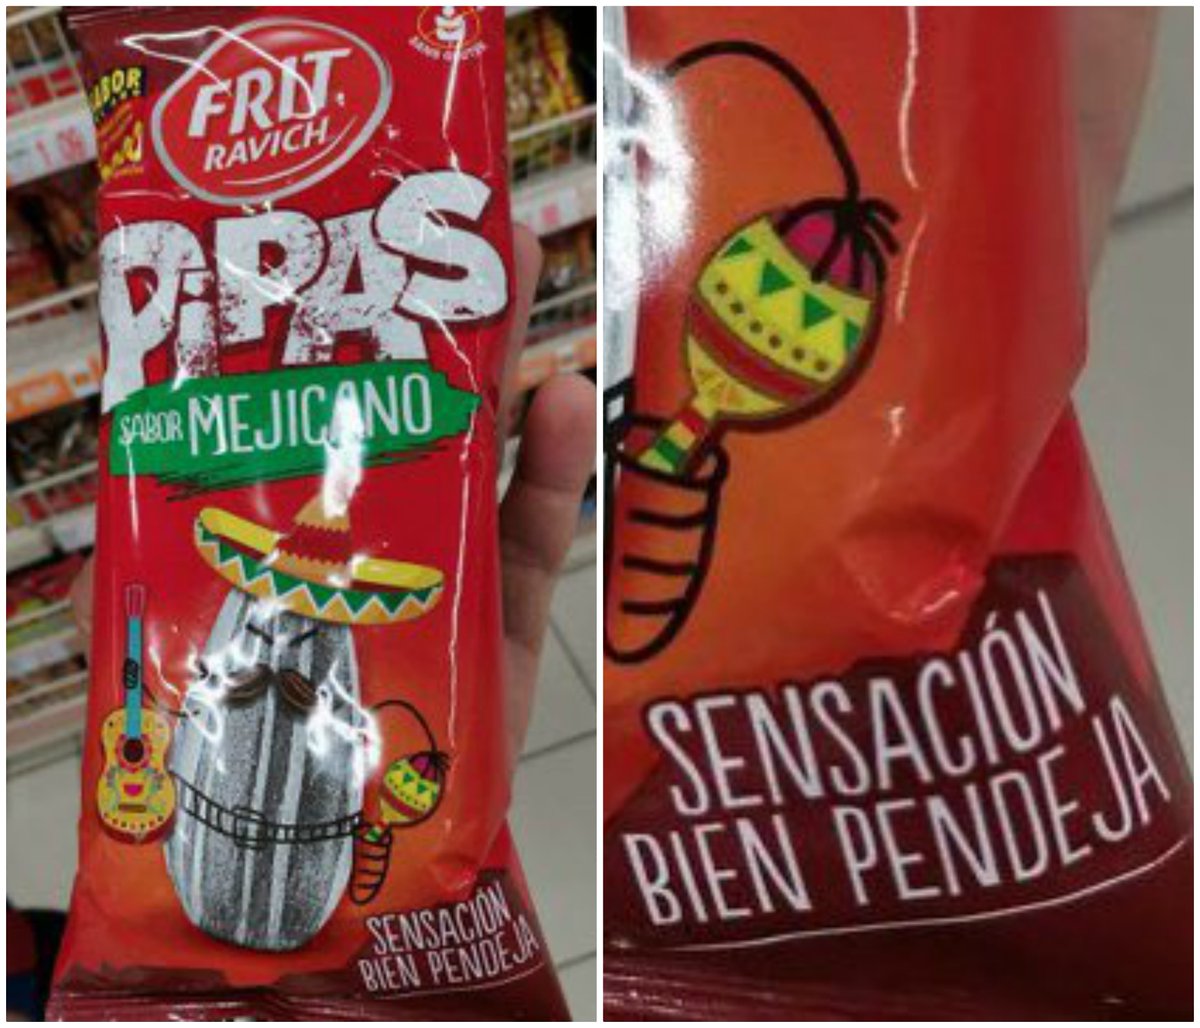 FRIT
RAVICH
PIPAS
SABOR MEJICANO
SENSACIÓN
BIEN PENDEJA
SENSACIÓN
BIEN PENDEJA